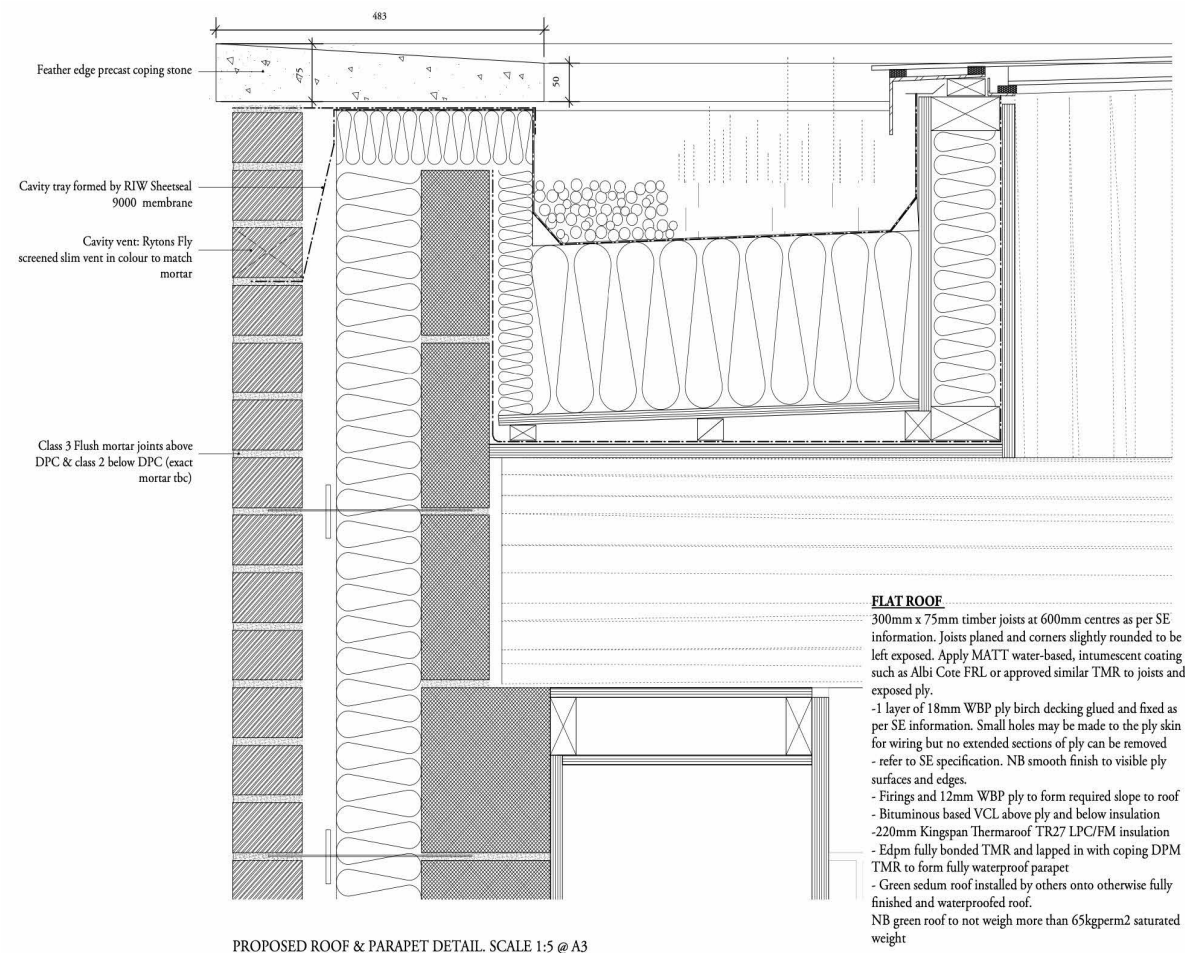 483
Feather edge precast coping stone
75
50
Cavity tray formed by RIW Sheetseal
9000 membrane
Cavity vent: Rytons Fly
screened slim vent in colour to match
mortar
Class 3 Flush mortar joints above
DPC & class 2 below DPC (exact
mortar tbc)
FLAT ROOF
300mm x 75mm timber joists at 600mm centres as per SE
information. Joists planed and corners slightly rounded to be
left exposed. Apply MATT water-based, intumescent coating
such as Albi Cote FRL or approved similar TMR to joists and
exposed ply.
-1 layer of 18mm WBP ply birch decking glued and fixed as
per SE information. Small holes may be made to the ply skin
for wiring but no extended sections of ply can be removed
- refer to SE specification. NB smooth finish to visible ply
surfaces and edges.
- Firings and 12mm WBP ply to form required slope to roof
- Bituminous based VCL above ply and below insulation
-220mm Kingspan Thermaroof TR27 LPC/FM insulation
- Edpm fully bonded TMR and lapped in with coping DPM
TMR to form fully waterproof parapet
- Green sedum roof installed by others onto otherwise fully
finished and waterproofed roof.
NB green roof to not weigh more than 65kgperm2 saturated
weight
PROPOSED ROOF & PARAPET DETAIL. SCALE 1:5 @ A3